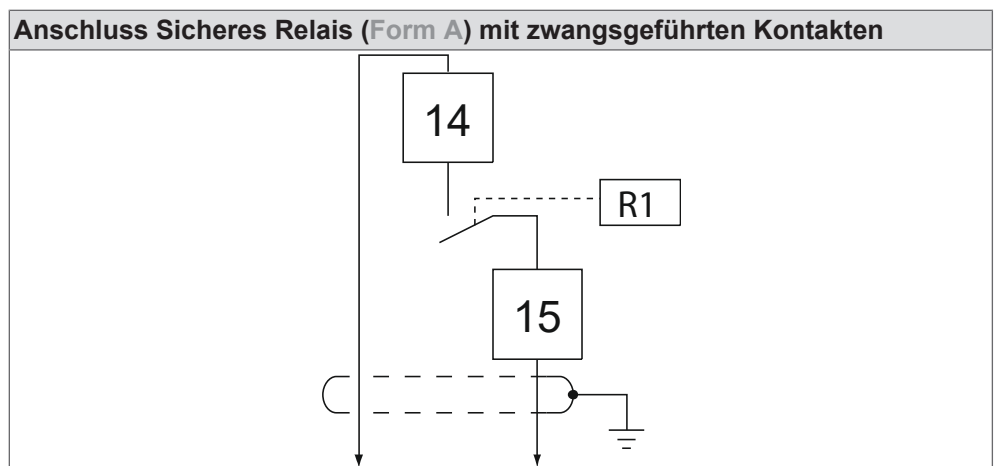 Anschluss Sicheres Relais (Form A) mit zwangsgeführten Kontakten
14
R1
15